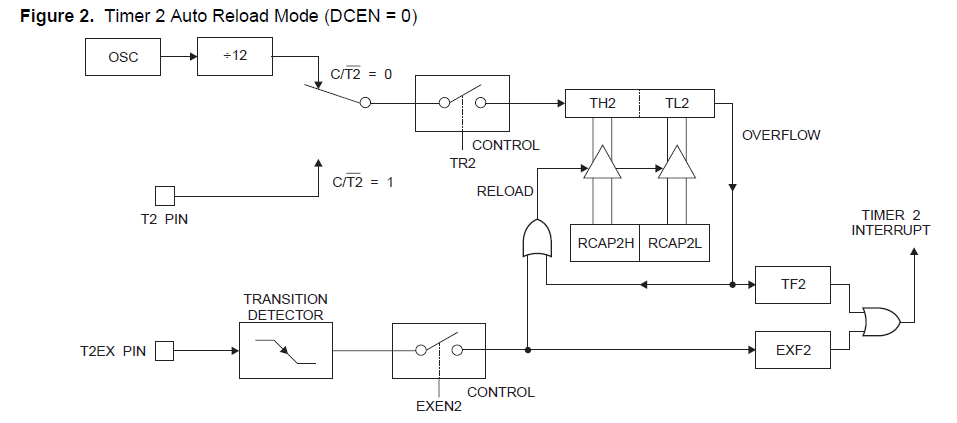 Figure 2. Timer 2 Auto Reload Mode (DCEN = 0)
OSC
÷12
C/T2̅ = 0
TH2
TL2
OVERFLOW
CONTROL
TR2
C/T2̅ = 1
RELOAD
T2 PIN
RCAP2H
RCAP2L
TIMER 2
INTERRUPT
TF2
TRANSITION
DETECTOR
T2EX PIN
EXF2
CONTROL
EXEN2